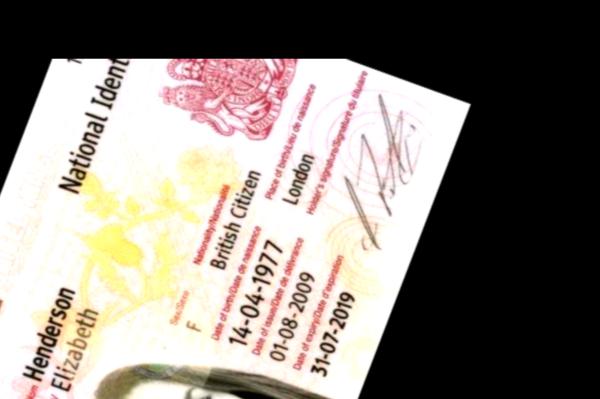 National Ident
Henderson
Elizabeth
Sex/Sexe
F
Nationality/Nationalité
British Citizen
Date of birth/Date de naissance
14-04-1977
Place of birth/Lieu de naissance
London
Date of issue/Date de délivrance
01-08-2009
Date of expiry/Date d'expiration
31-07-2019
Holder's signature/Signature du titulaire